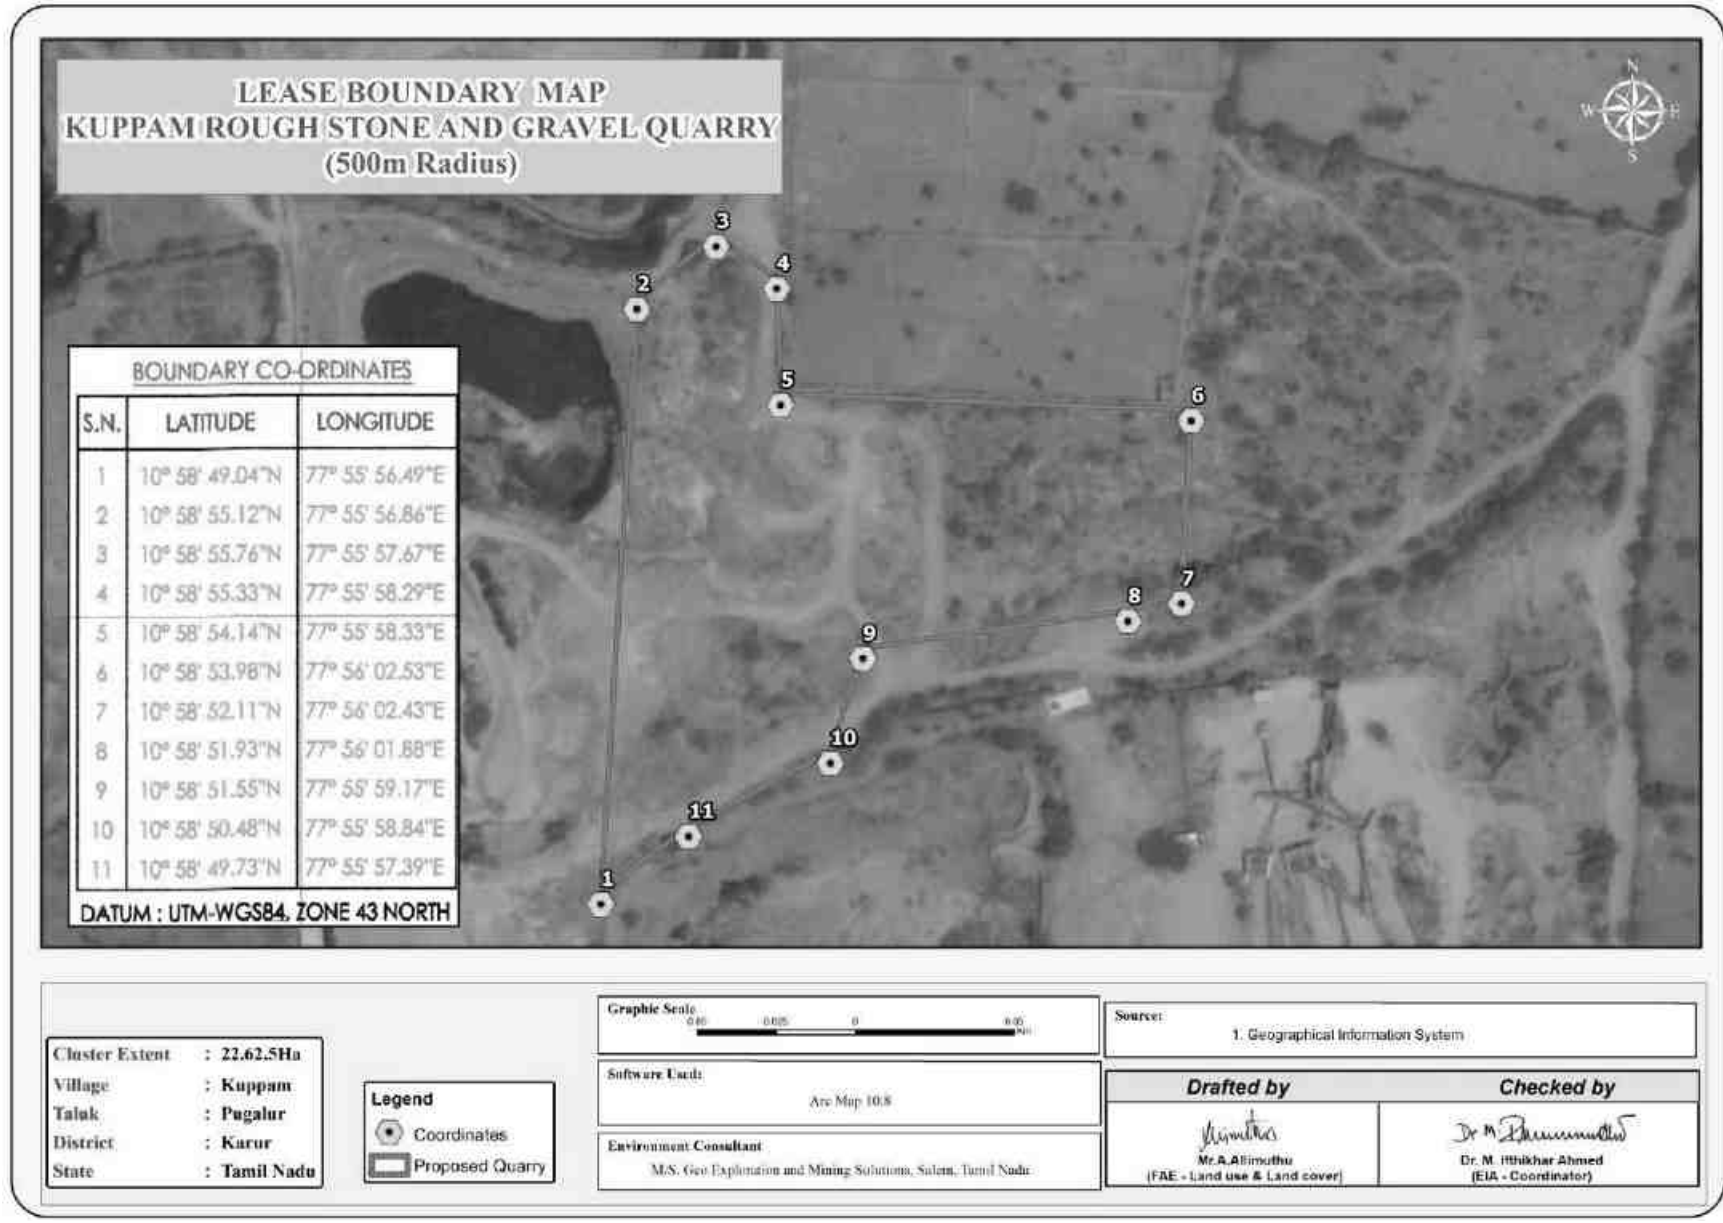 LEASE BOUNDARY MAP
KUPPAM ROUGH STONE AND GRAVEL QUARRY
(500m Radius)
N
W E
S
3
4
2
5
6
7
8
9
10
11
1
BOUNDARY CO-ORDINATES
S.N. LATITUDE LONGITUDE
1 10° 58' 49.04"N 77° 55' 56.49"E
2 10° 58' 55.12"N 77° 55' 56.86"E
3 10° 58' 55.76"N 77° 55' 57.67"E
4 10° 58' 55.33"N 77° 55' 58.29"E
5 10° 58' 54.14"N 77° 55' 58.33"E
6 10° 58' 53.98"N 77° 56' 02.53"E
7 10° 58' 52.11"N 77° 56' 02.43"E
8 10° 58' 51.93"N 77° 56' 01.88"E
9 10° 58' 51.55"N 77° 55' 59.17"E
10 10° 58' 50.48"N 77° 55' 58.84"E
11 10° 58' 49.73"N 77° 55' 57.39"E
DATUM : UTM-WGS84, ZONE 43 NORTH
Cluster Extent : 22.62.5Ha
Village : Kuppam
Taluk : Pugalur
District : Karur
State : Tamil Nadu
Legend
Coordinates
Proposed Quarry
Graphic Scale
0.05 0.025 0 0.05
Km
Software Used:
Arc Map 10.8
Environment Consultant
M/S. Geo Exploration and Mining Solutions, Salem, Tamil Nadu
Source:
1. Geographical Information System
Drafted by Checked by
Mr.A.Allimuthu
(FAE - Land use & Land cover)
Dr. M. Ifthikhar Ahmed
(EIA - Coordinator)